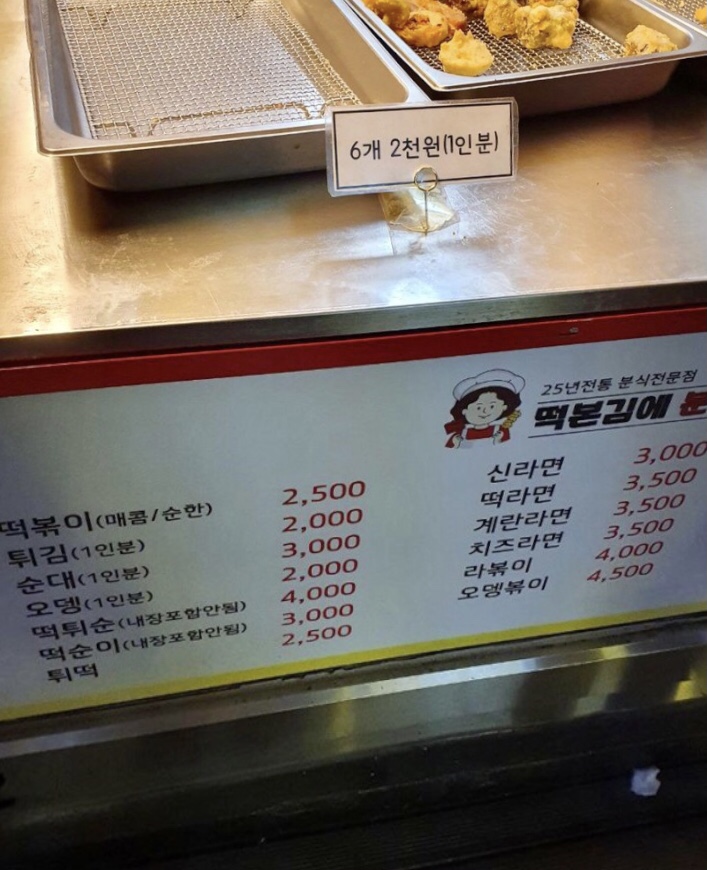 6개 2천원(1인분)
25년전통 분식전문점
떡본김에
떡볶이(매콤/순한) 2,500
튀김(1인분) 2,000
순대(1인분) 3,000
오뎅(1인분) 2,000
떡튀순(내장포함안됨) 4,000
떡순이(내장포함안됨) 3,000
튀떡 2,500
신라면 3,000
떡라면 3,500
계란라면 3,500
치즈라면 3,500
라볶이 4,000
오뎅볶이 4,500